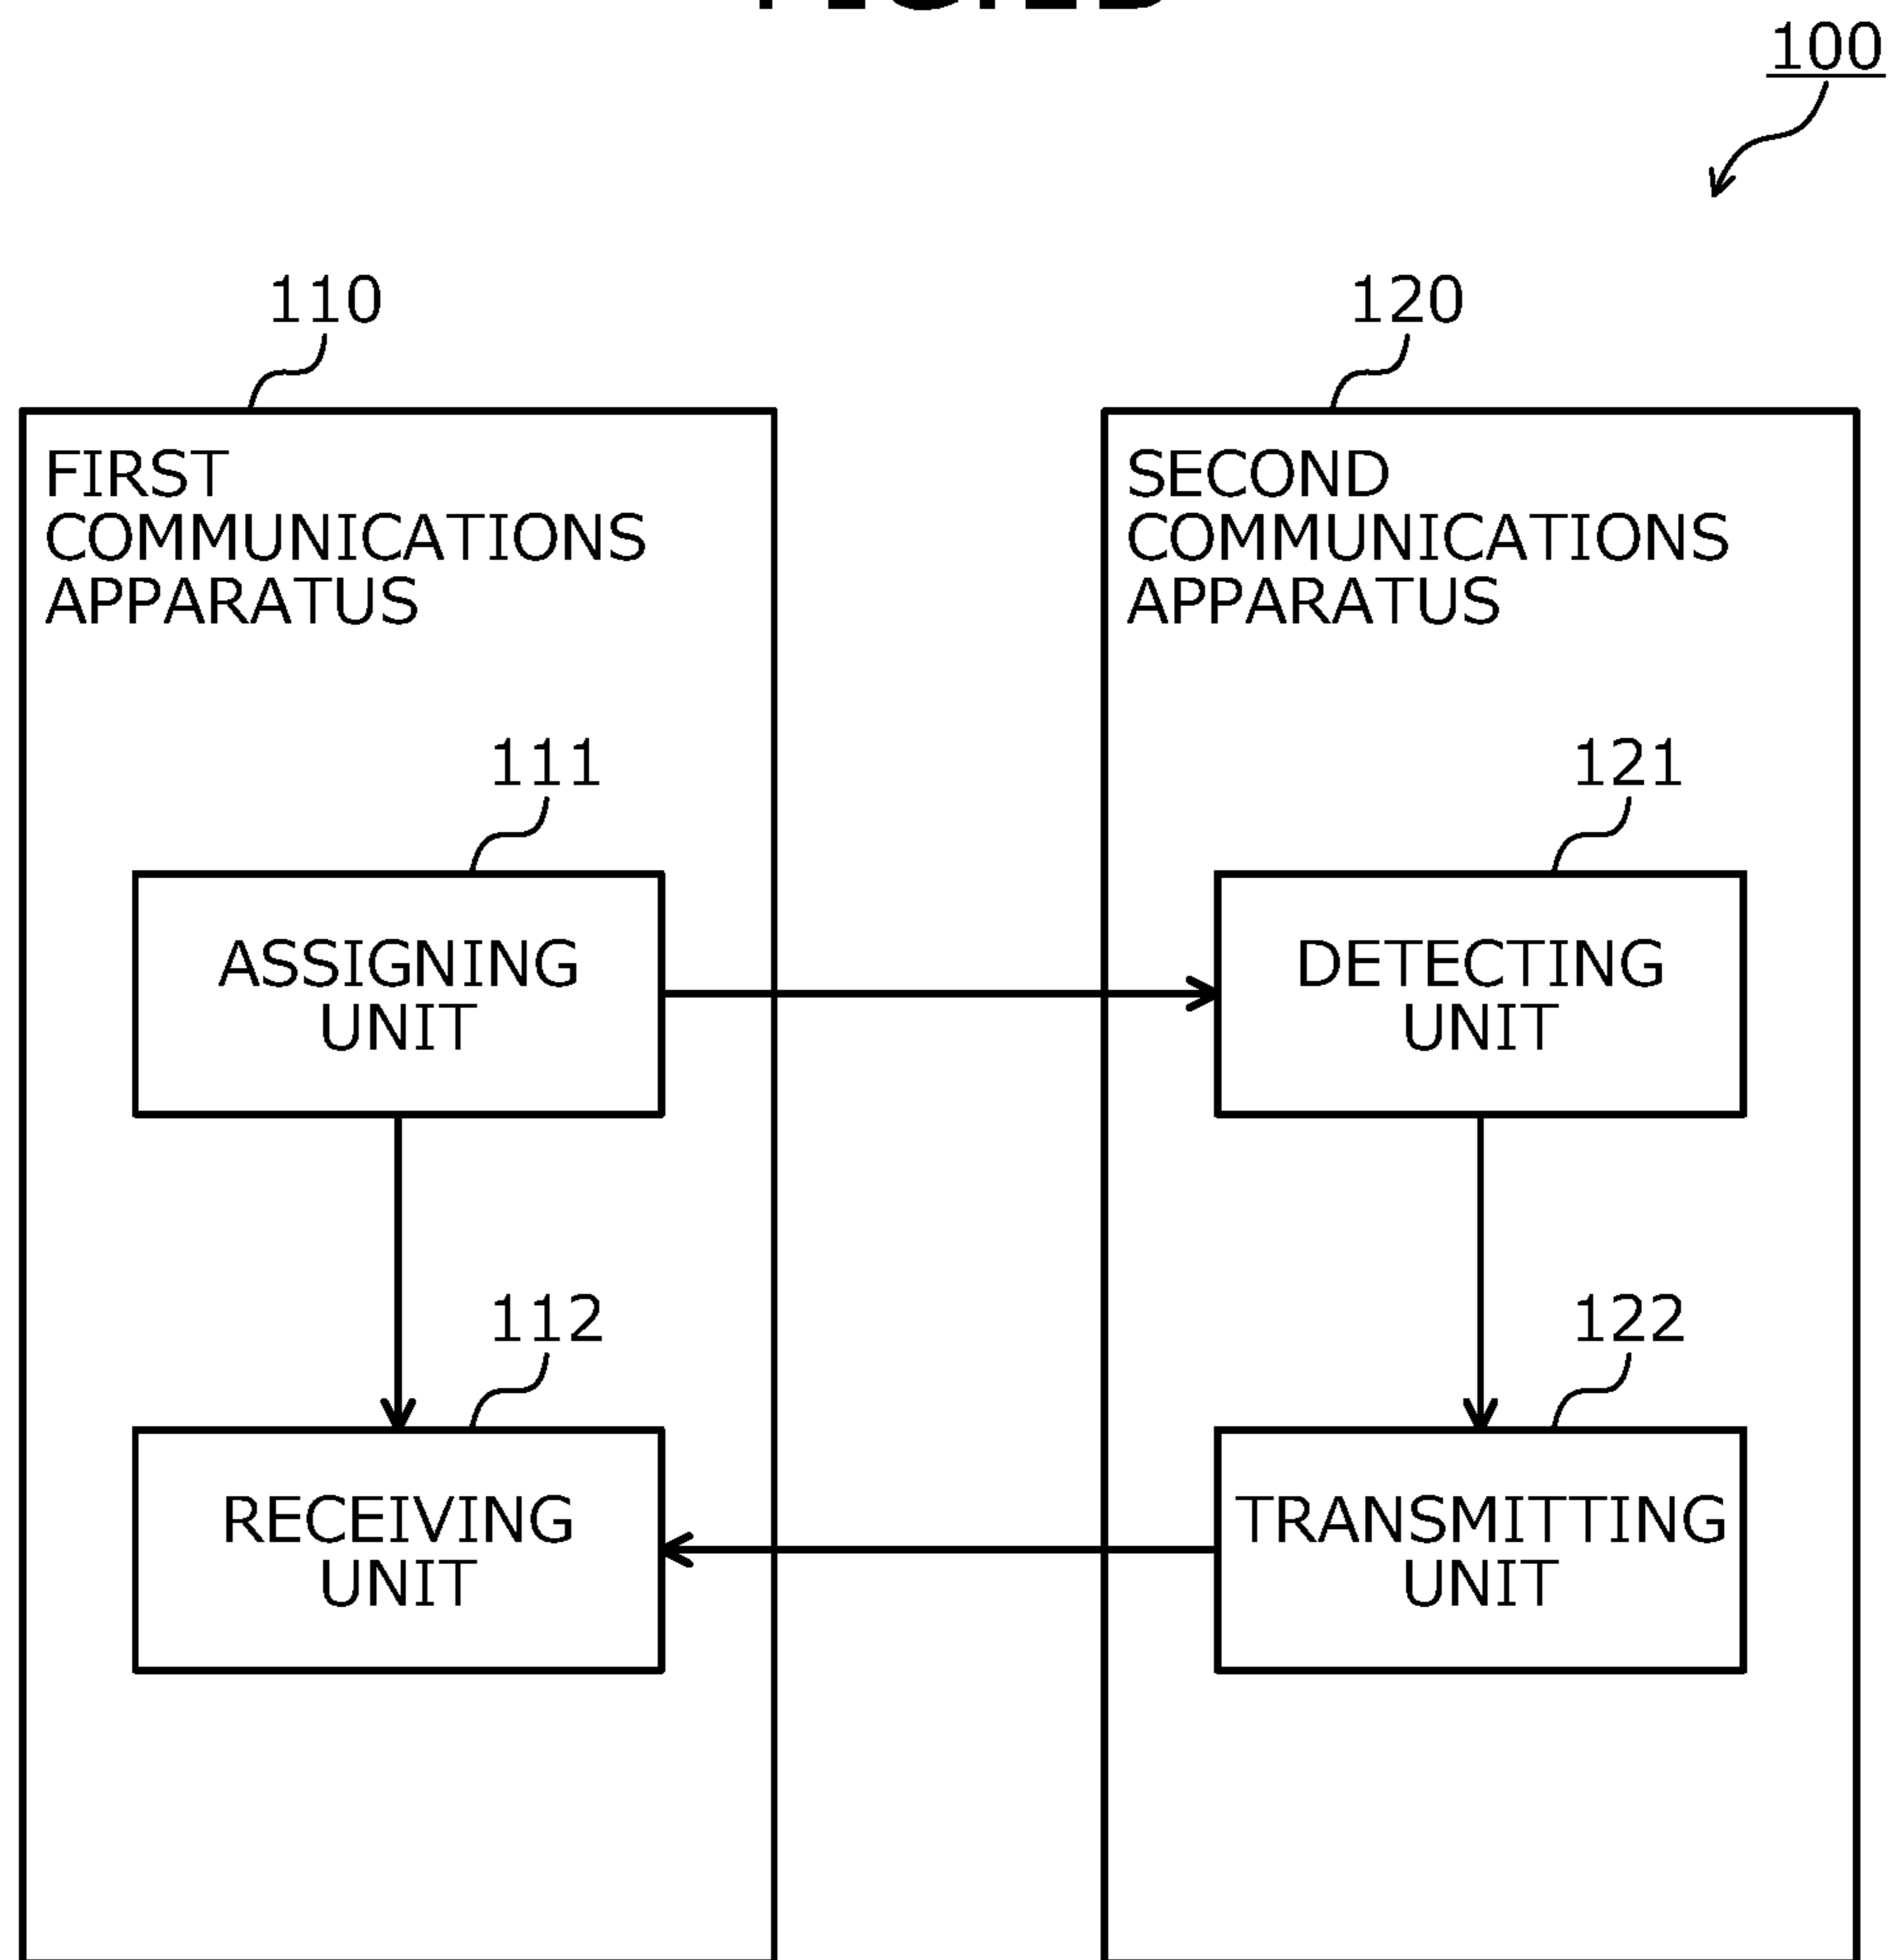 100
110
120
FIRST
COMMUNICATIONS
APPARATUS
SECOND
COMMUNICATIONS
APPARATUS
111
121
ASSIGNING
UNIT
DETECTING
UNIT
112
122
RECEIVING
UNIT
TRANSMITTING
UNIT